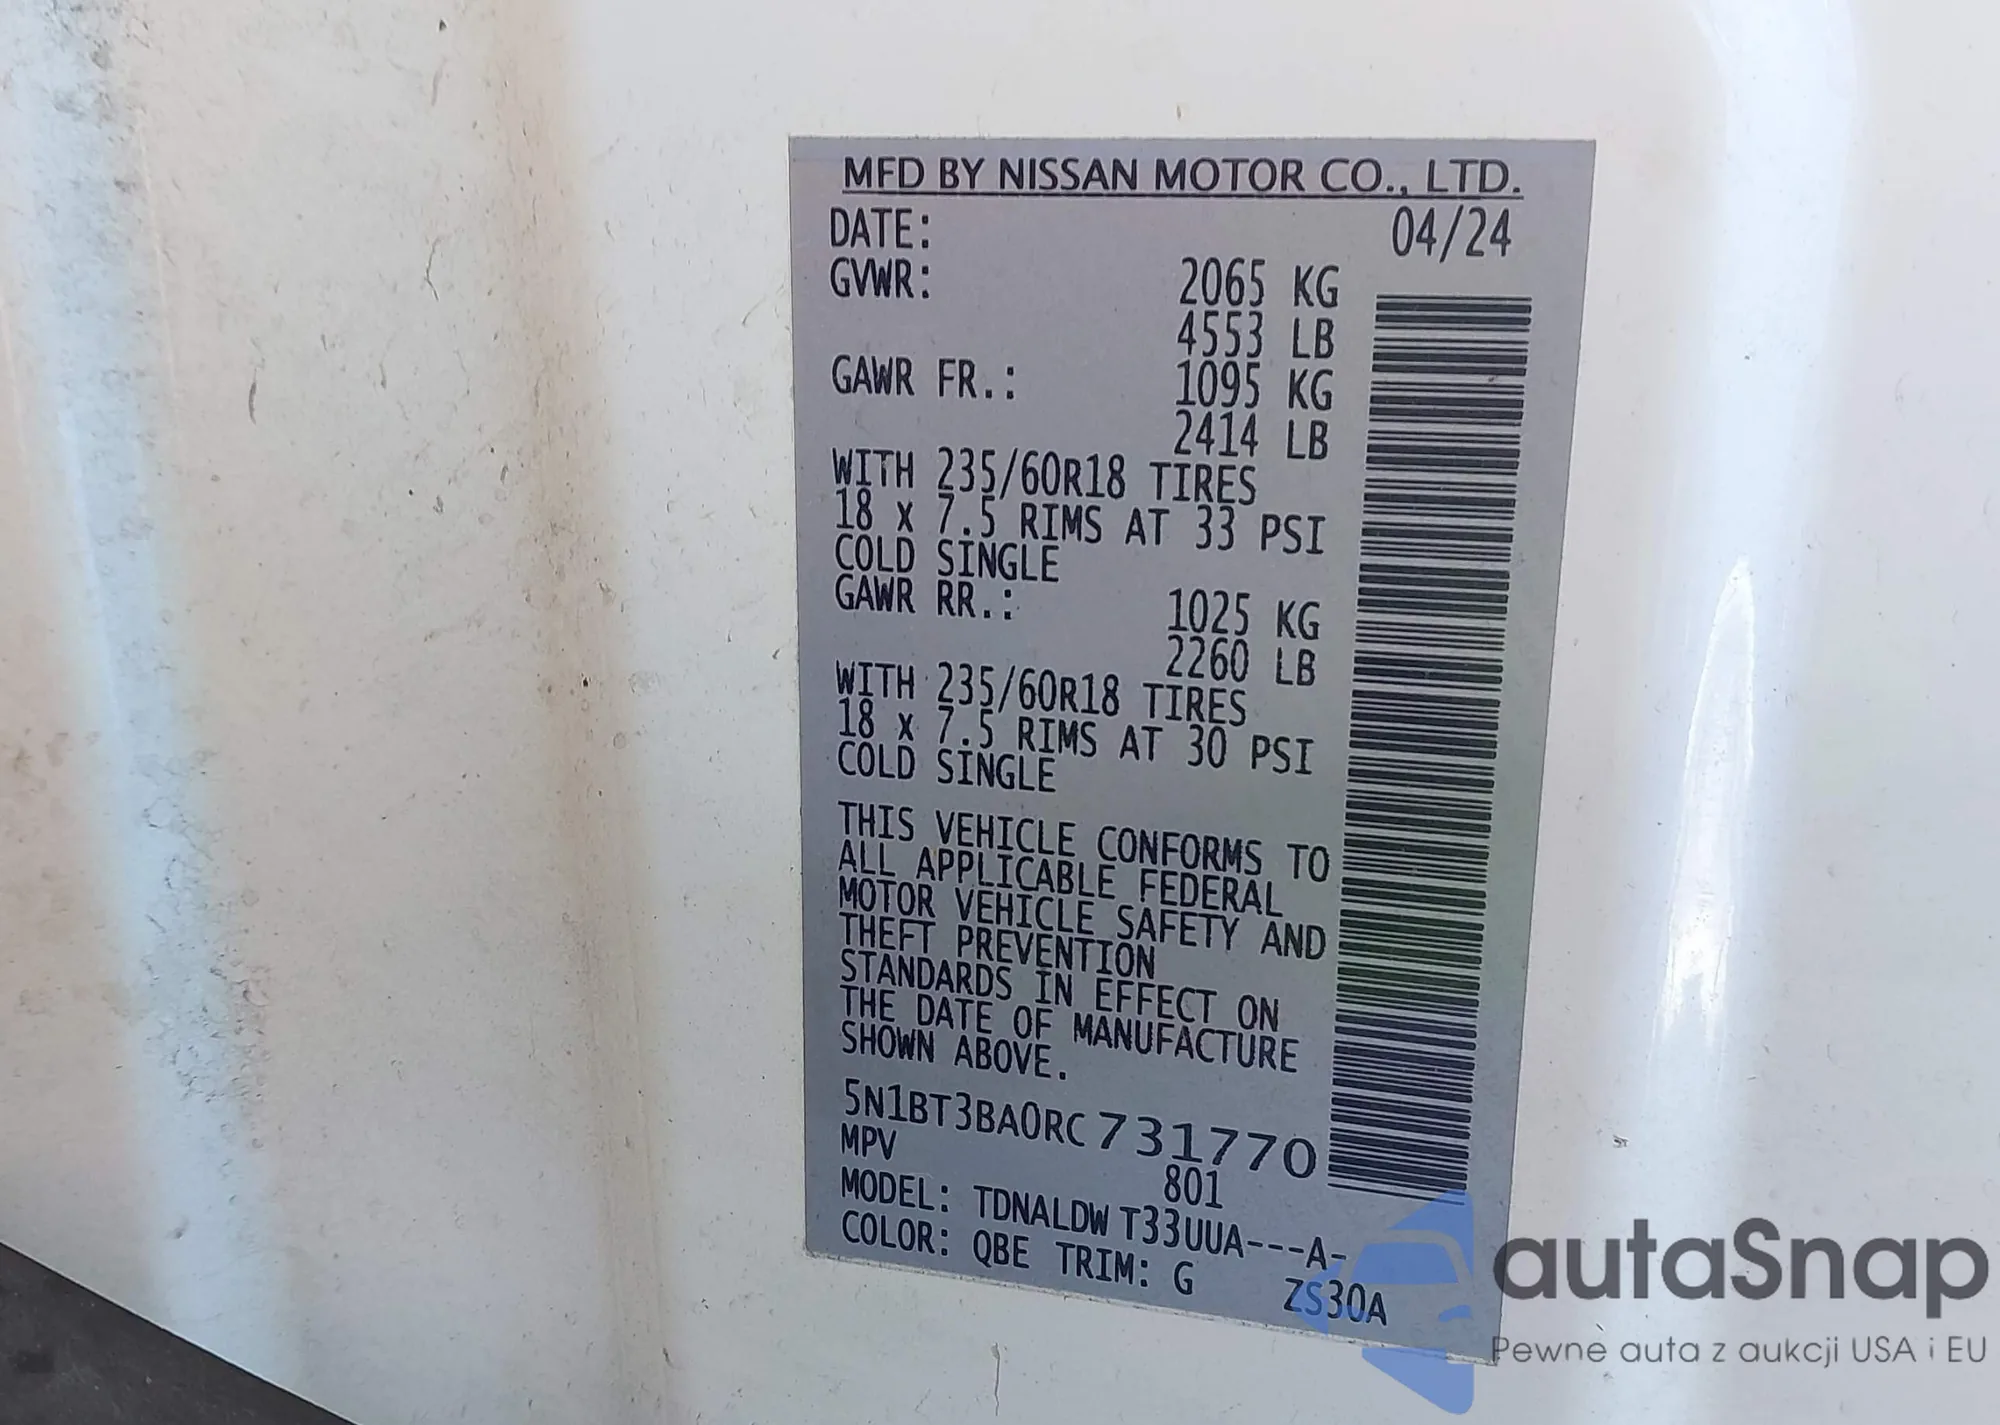 MFD BY NISSAN MOTOR CO., LTD.
DATE: 04/24
GVWR: 2065 KG
4553 LB
GAWR FR.: 1095 KG
2414 LB
WITH 235/60R18 TIRES
18 x 7.5 RIMS AT 33 PSI
COLD SINGLE
GAWR RR.: 1025 KG
2260 LB
WITH 235/60R18 TIRES
18 x 7.5 RIMS AT 30 PSI
COLD SINGLE
THIS VEHICLE CONFORMS TO
ALL APPLICABLE FEDERAL
MOTOR VEHICLE SAFETY AND
THEFT PREVENTION
STANDARDS IN EFFECT ON
THE DATE OF MANUFACTURE
SHOWN ABOVE.
5N1BT3BA0RC731770
MPV 801
MODEL: TDNALDW T33UUA---A-
COLOR: QBE TRIM: G ZS30A
autaSnap
Pewne auta z aukcji USA i EU